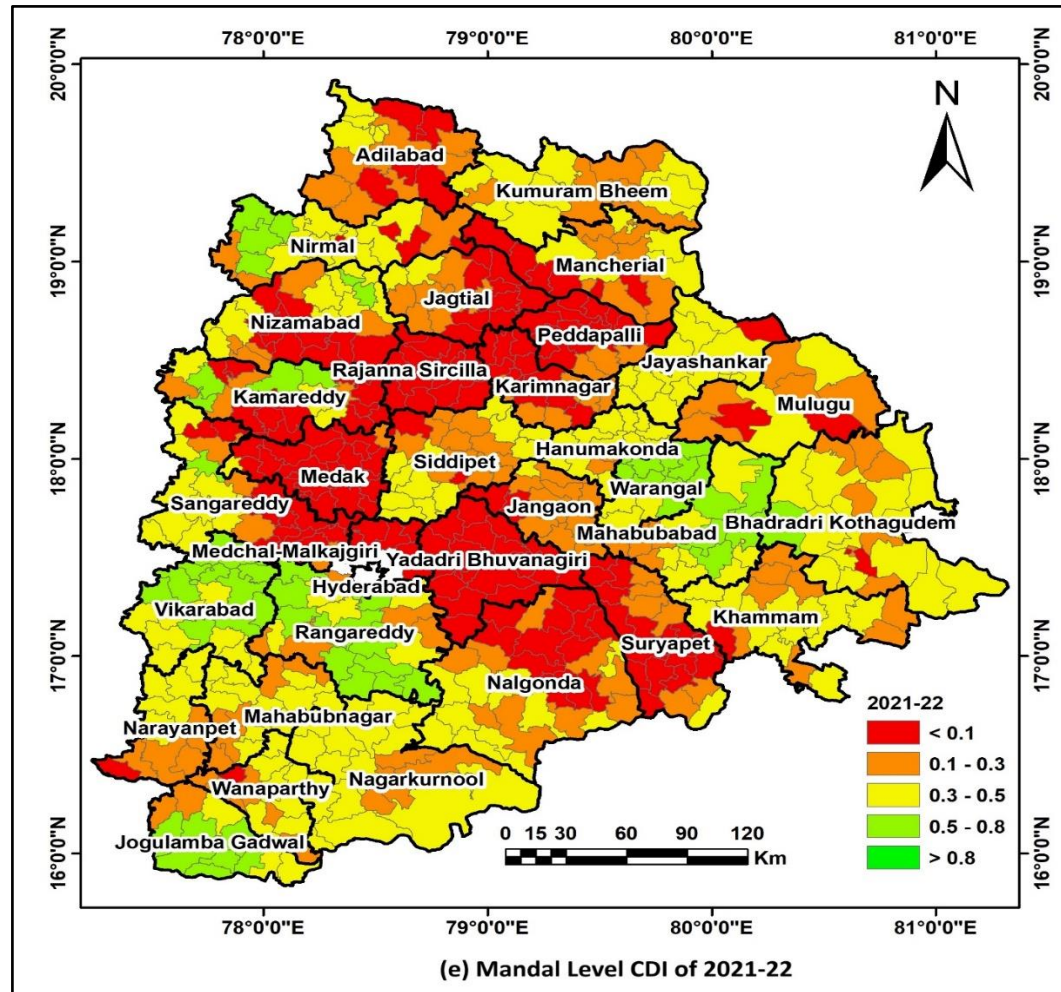 78°0'0"E 79°0'0"E 80°0'0"E 81°0'0"E
20°0'0"N 20°0'0"N
N
Adilabad
Kumuram Bheem
Nirmal
19°0'0"N 19°0'0"N
Mancherial
Jagtial
Nizamabad
Peddapalli
Jayashankar
Rajanna Sircilla
Karimnagar
Kamareddy
Mulugu
18°0'0"N 18°0'0"N
Hanumakonda
Siddipet
Medak
Warangal
Sangareddy
Jangaon
Bhadradri Kothagudem
Mahabubabad
Medchal-Malkajgiri
Yadadri Bhuvanagiri
Hyderabad
Vikarabad
Khammam
Rangareddy
Suryapet
17°0'0"N 17°0'0"N
Nalgonda
Mahabubnagar
Narayanpet
Nagarkurnool
Wanaparthy
Jogulamba Gadwal
16°0'0"N 16°0'0"N
2021-22
< 0.1
0.1 - 0.3
0.3 - 0.5
0.5 - 0.8
> 0.8
0 15 30 60 90 120
Km
78°0'0"E 79°0'0"E 80°0'0"E 81°0'0"E
(e) Mandal Level CDI of 2021-22